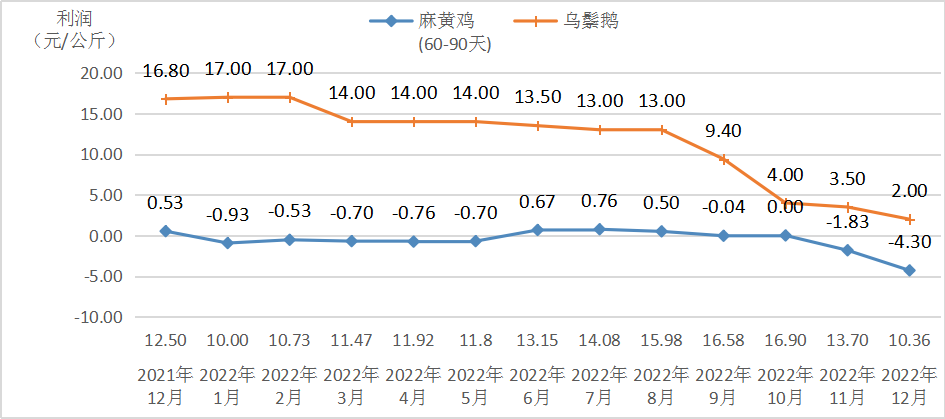 利润
（元/公斤）
麻黄鸡
(60-90天)
乌鬃鹅
20.00
15.00
10.00
5.00
0.00
-5.00
-10.00
16.80 17.00 17.00 14.00 14.00 14.00 13.50 13.00 13.00 9.40 4.00 3.50 2.00
0.53 -0.93 -0.53 -0.70 -0.76 -0.70 0.67 0.76 0.50 -0.04 0.00 -1.83 -4.30
12.50 10.00 10.73 11.47 11.92 11.8 13.15 14.08 15.98 16.58 16.90 13.70 10.36
2021年 2022年 2022年 2022年 2022年 2022年 2022年 2022年 2022年 2022年 2022年 2022年 2022年
12月 1月 2月 3月 4月 5月 6月 7月 8月 9月 10月 11月 12月